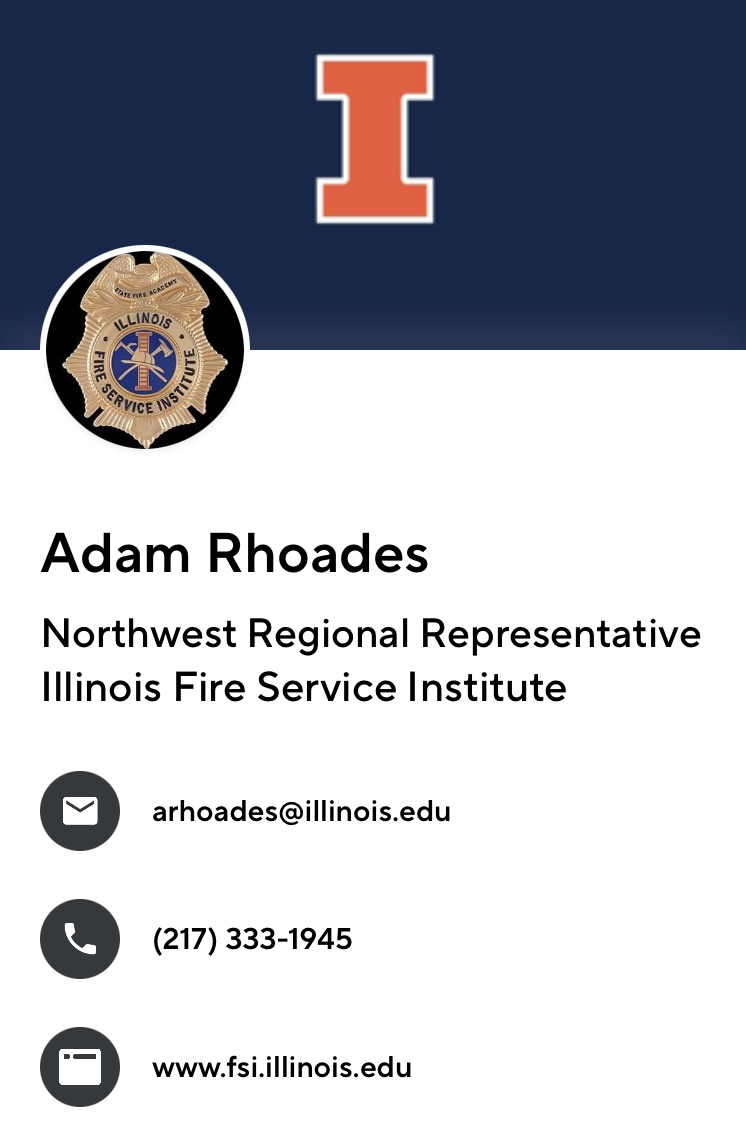 I
STATE FIRE ACADEMY
ILLINOIS
FIRE SERVICE INSTITUTE
Adam Rhoades
Northwest Regional Representative
Illinois Fire Service Institute
arhoades@illinois.edu
(217) 333-1945
www.fsi.illinois.edu